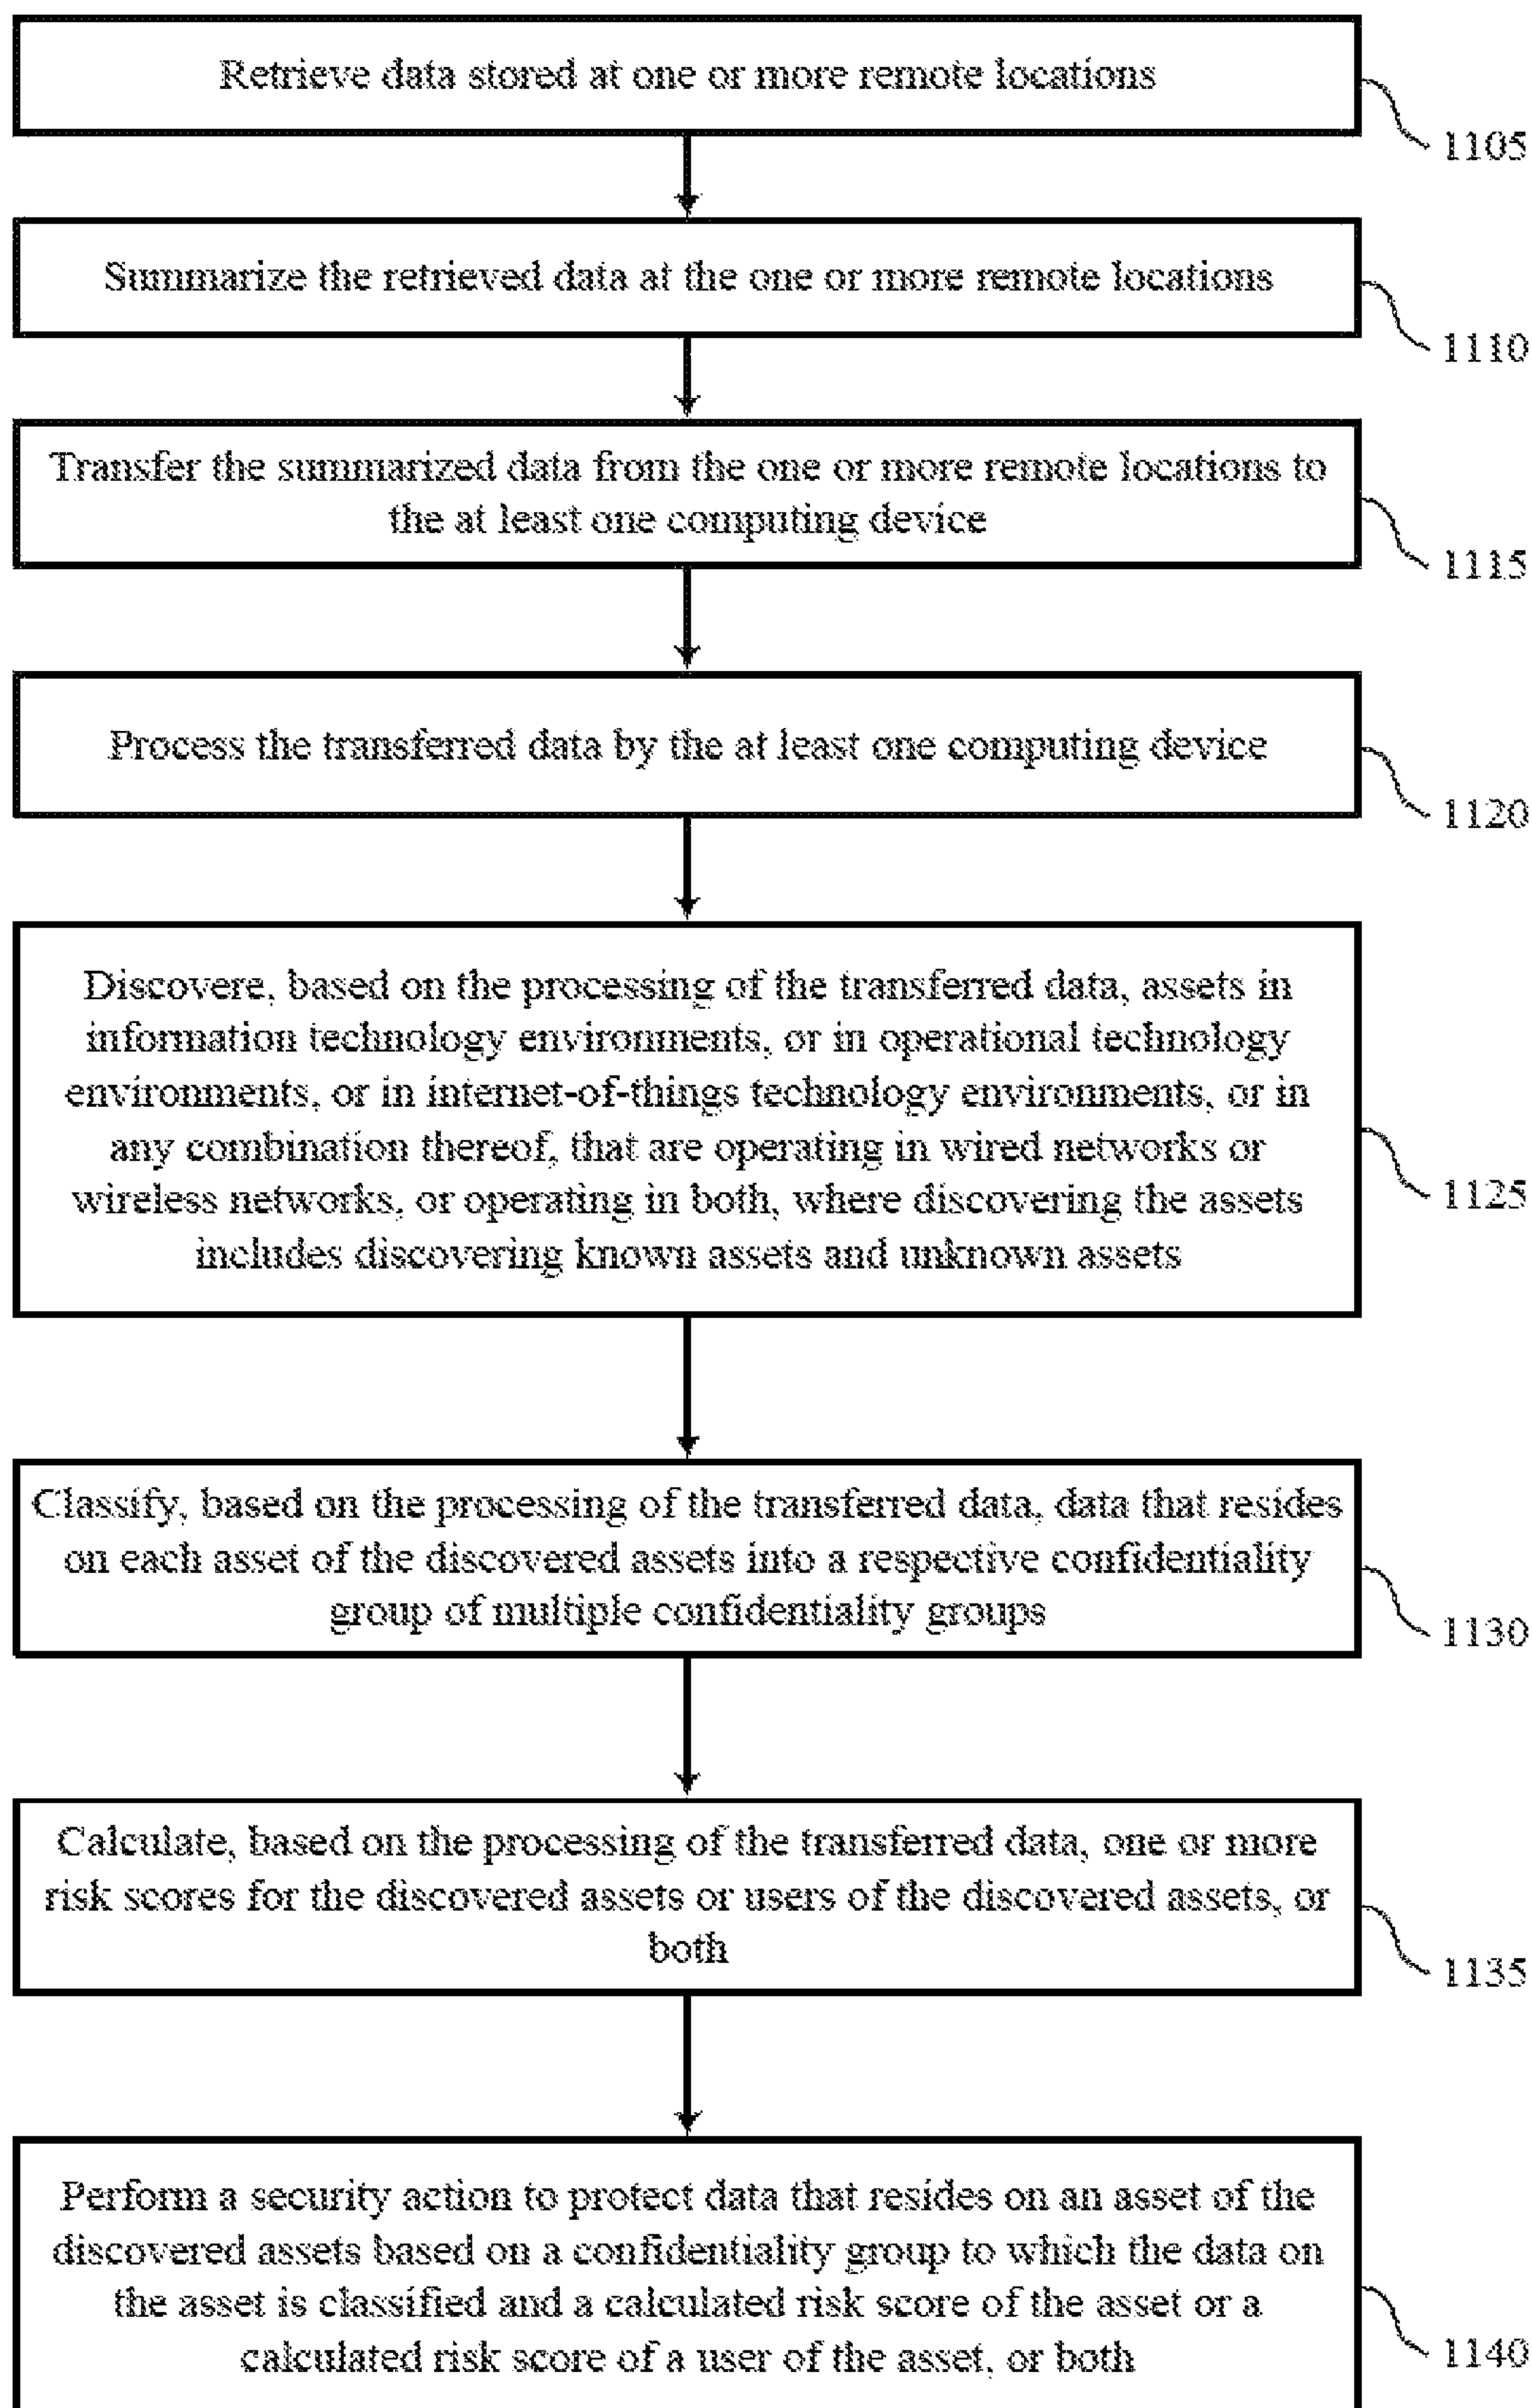 Retrieve data stored at one or more remote locations
1105
Summarize the retrieved data at the one or more remote locations
1110
Transfer the summarized data from the one or more remote locations to
the at least one computing device
1115
Process the transferred data by the at least one computing device
1120
Discovere, based on the processing of the transferred data, assets in
information technology environments, or in operational technology
environments, or in internet-of-things technology environments, or in
any combination thereof, that are operating in wired networks or
wireless networks, or operating in both, where discovering the assets
includes discovering known assets and unknown assets
1125
Classify, based on the processing of the transferred data, data that resides
on each asset of the discovered assets into a respective confidentiality
group of multiple confidentiality groups
1130
Calculate, based on the processing of the transferred data, one or more
risk scores for the discovered assets or users of the discovered assets, or
both
1135
Perform a security action to protect data that resides on an asset of the
discovered assets based on a confidentiality group to which the data on
the asset is classified and a calculated risk score of the asset or a
calculated risk score of a user of the asset, or both
1140